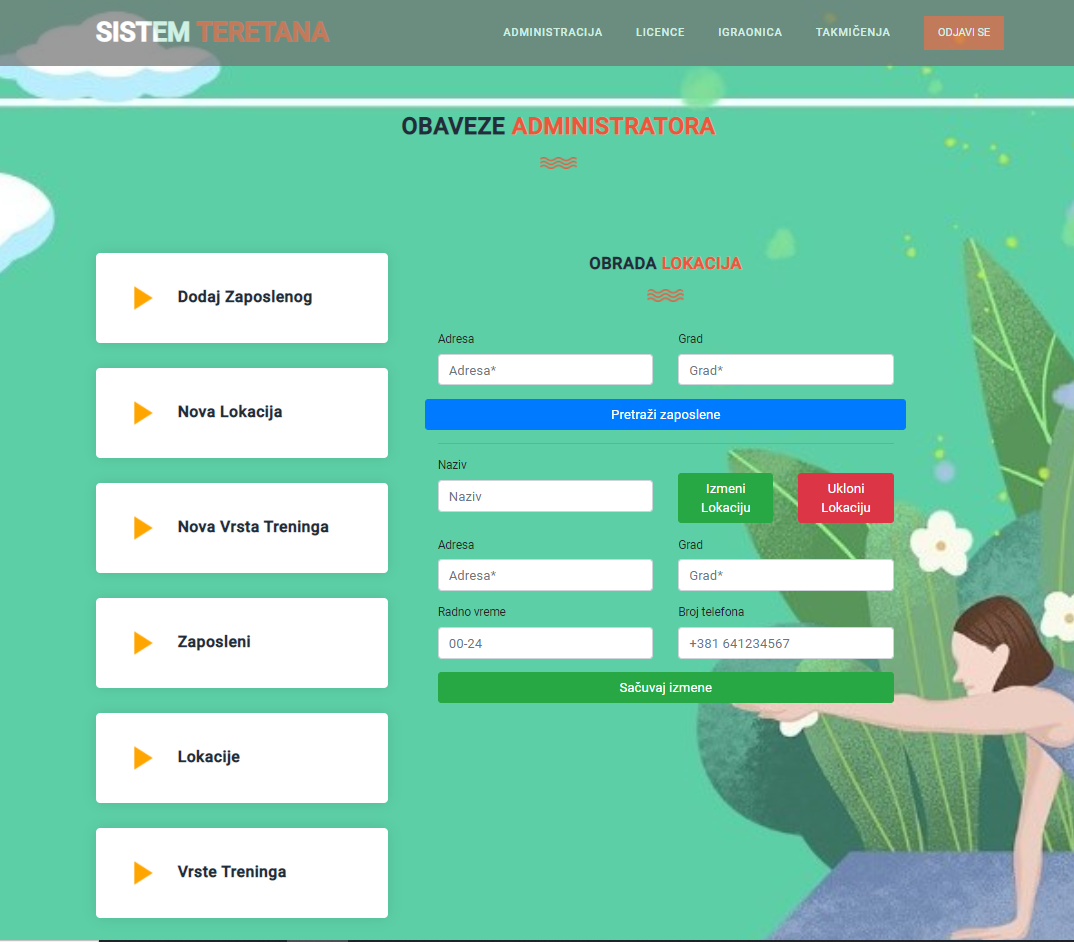 SISTEM TERETANA
ADMINISTRACIJA
LICENCE
IGRAONICA
TAKMIČENJA
ODJAVI SE
OBAVEZE ADMINISTRATORA
Dodaj Zaposlenog
Nova Lokacija
Nova Vrsta Treninga
Zaposleni
Lokacije
Vrste Treninga
OBRADA LOKACIJA
Adresa
Grad
Adresa*
Grad*
Pretraži zaposlene
Naziv
Naziv
Izmeni
Lokaciju
Ukloni
Lokaciju
Adresa
Grad
Adresa*
Grad*
Radno vreme
Broj telefona
00-24
+381 641234567
Sačuvaj izmene